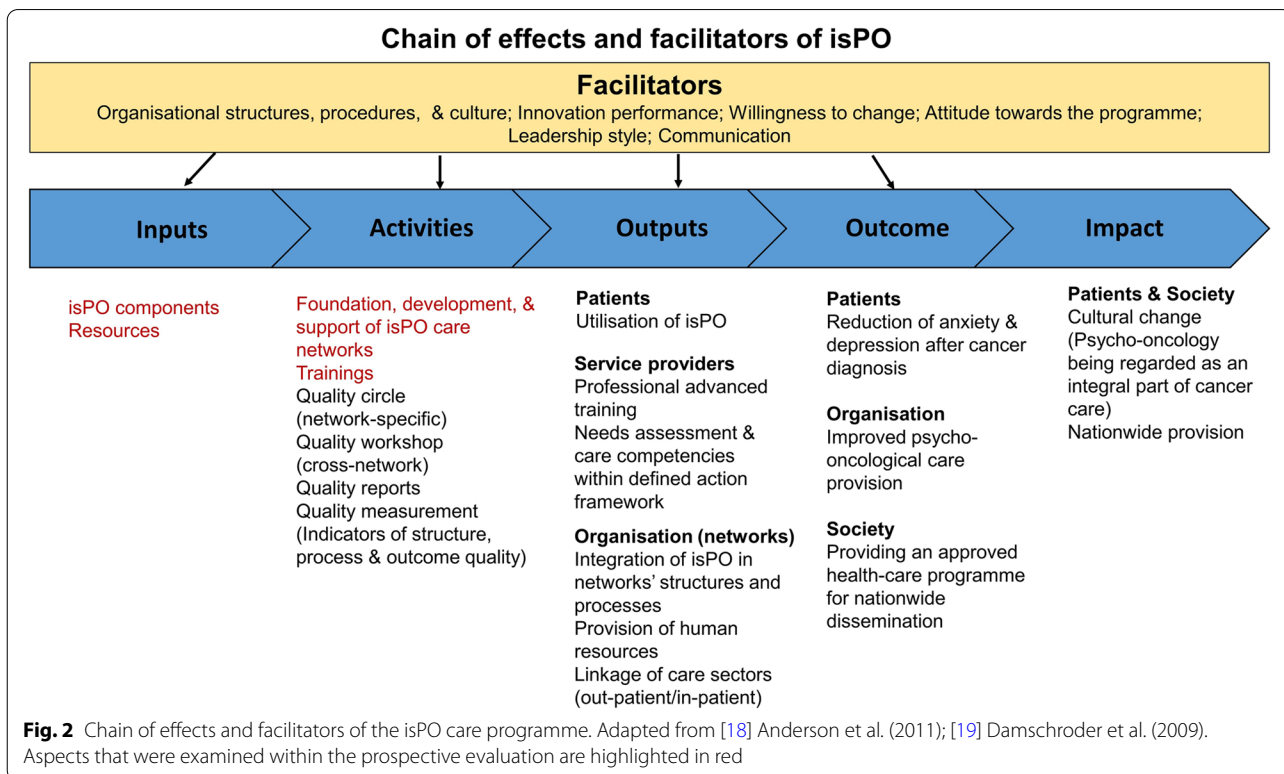 Chain of effects and facilitators of isPO
Facilitators
Organisational structures, procedures, & culture; Innovation performance; Willingness to change; Attitude towards the programme;
Leadership style; Communication
Inputs
Activities
Outputs
Outcome
Impact
isPO components
Resources
Foundation, development, &
support of isPO care
networks
Trainings
Quality circle
(network-specific)
Quality workshop
(cross-network)
Quality reports
Quality measurement
(Indicators of structure,
process & outcome quality)
Patients
Utilisation of isPO
Service providers
Professional advanced
training
Needs assessment &
care competencies
within defined action
framework
Organisation (networks)
Integration of isPO in
networks' structures and
processes
Provision of human
resources
Linkage of care sectors
(out-patient/in-patient)
Patients
Reduction of anxiety &
depression after cancer
diagnosis
Organisation
Improved psycho-
oncological care
provision
Society
Providing an approved
health-care programme
for nationwide
dissemination
Patients & Society
Cultural change
(Psycho-oncology
being regarded as an
integral part of cancer
care)
Nationwide provision
Fig. 2 Chain of effects and facilitators of the isPO care programme. Adapted from [18] Anderson et al. (2011); [19] Damschroder et al. (2009).
Aspects that were examined within the prospective evaluation are highlighted in red